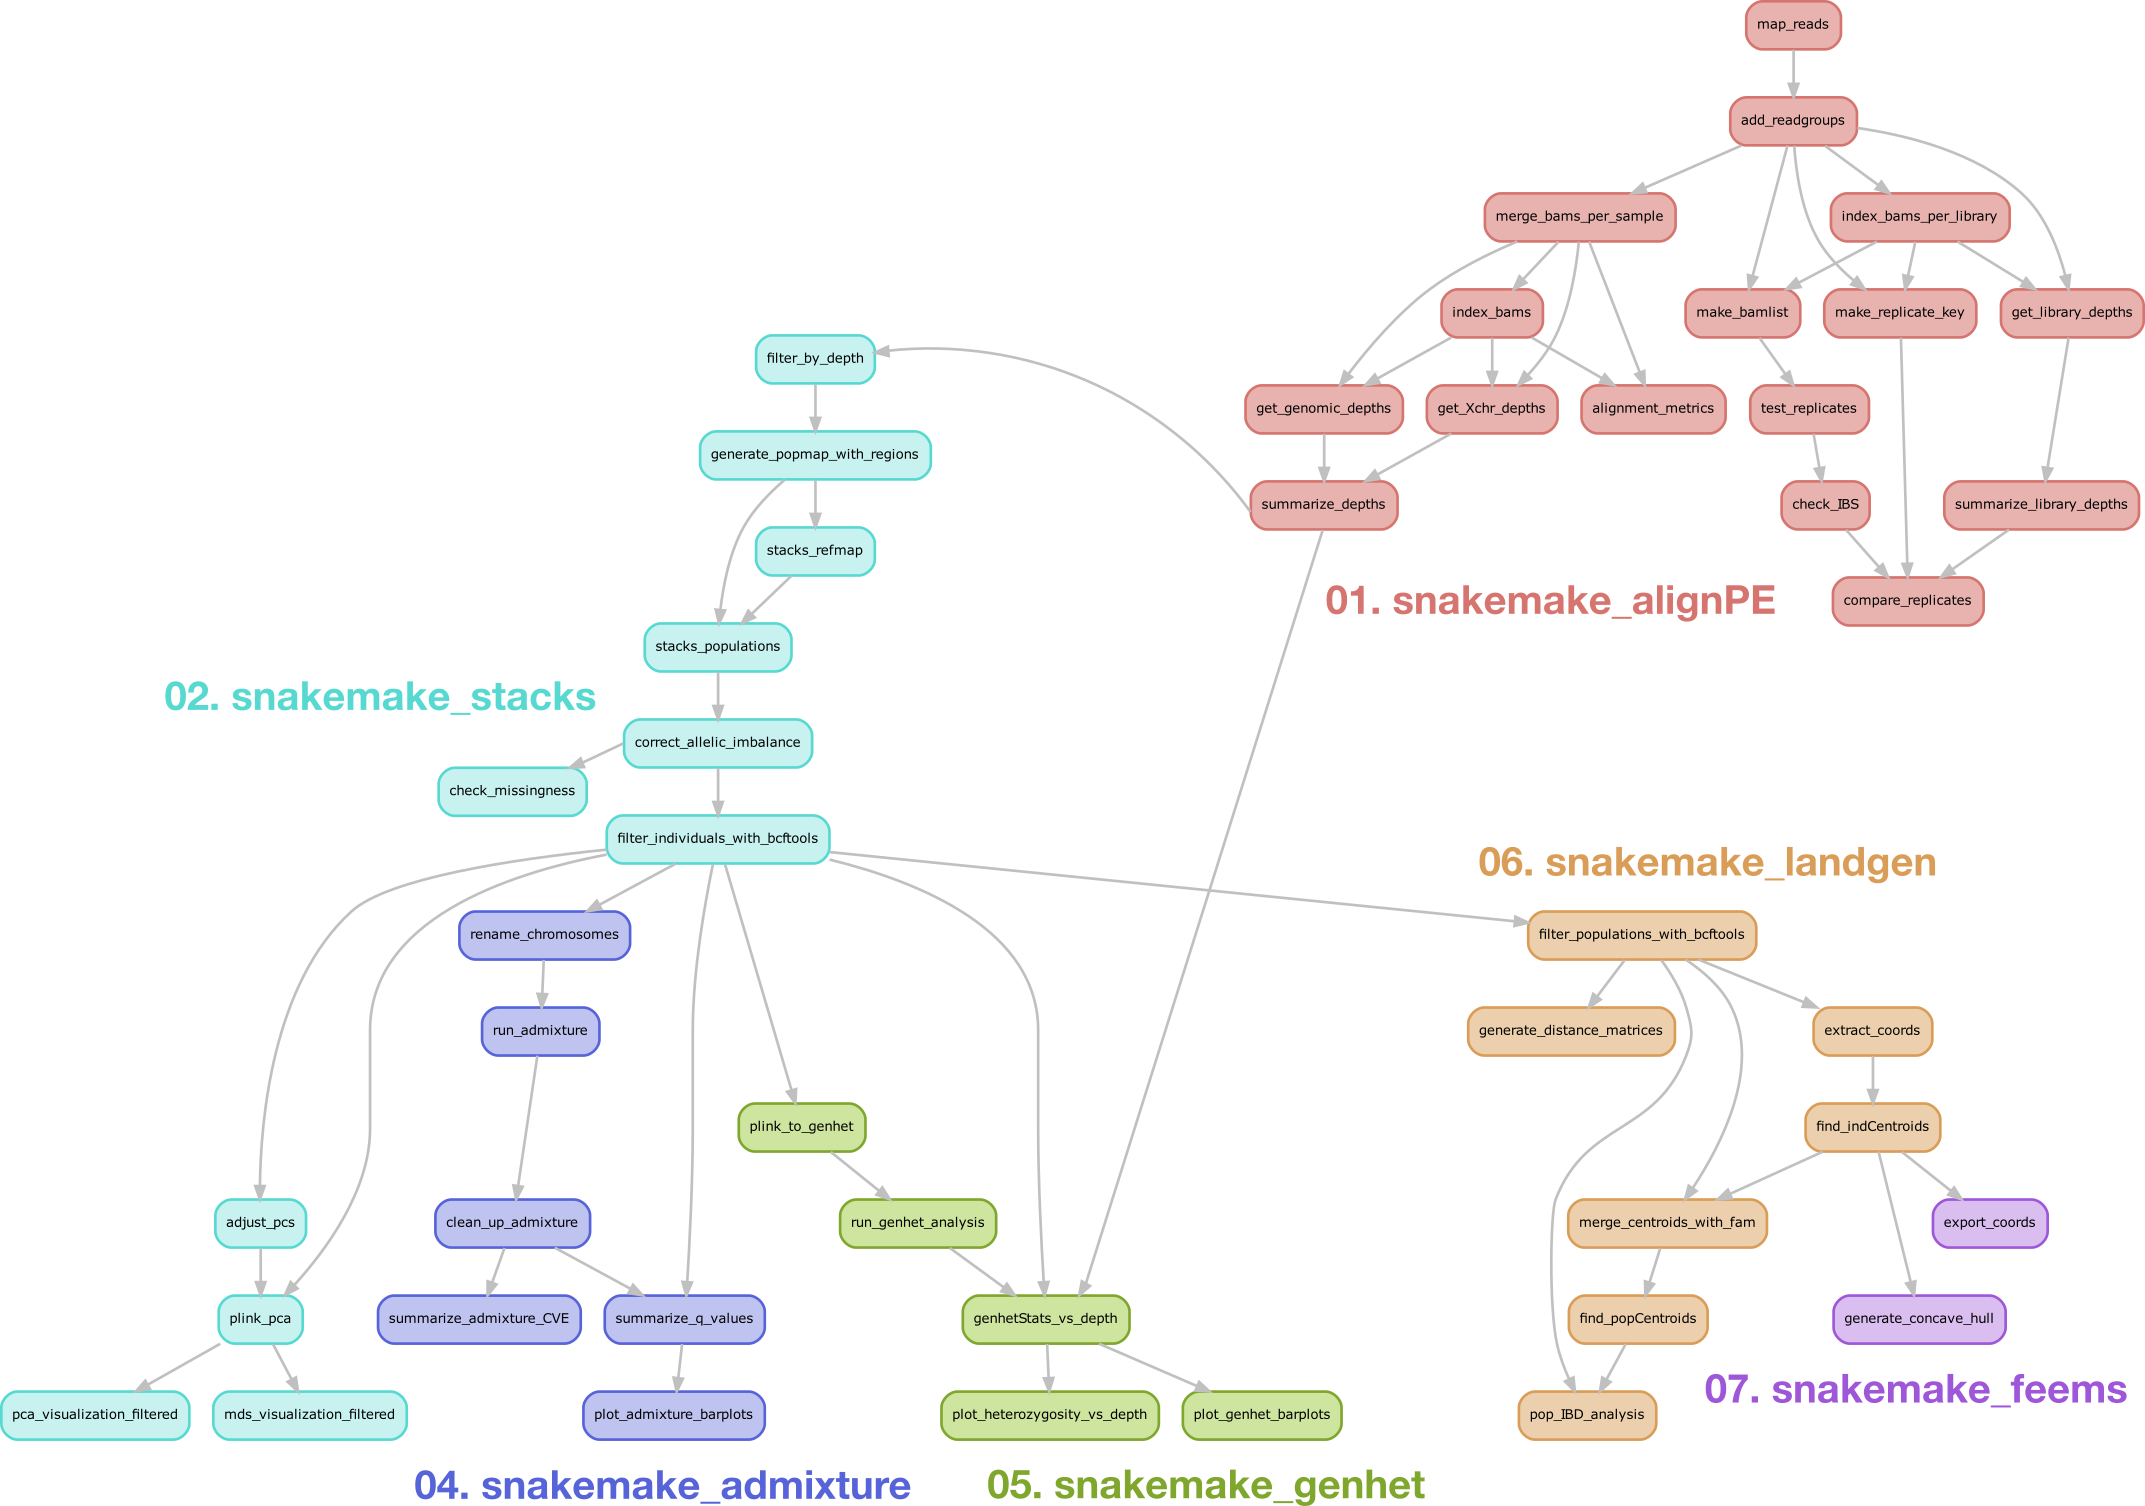 map_reads
add_readgroups
merge_bams_per_sample
index_bams_per_library
index_bams
make_bamlist
make_replicate_key
get_library_depths
filter_by_depth
get_genomic_depths
get_Xchr_depths
alignment_metrics
test_replicates
generate_popmap_with_regions
summarize_depths
check_IBS
summarize_library_depths
stacks_refmap
01. snakemake_alignPE
compare_replicates
stacks_populations
02. snakemake_stacks
correct_allelic_imbalance
check_missingness
filter_individuals_with_bcftools
06. snakemake_landgen
rename_chromosomes
filter_populations_with_bcftools
run_admixture
generate_distance_matrices
extract_coords
plink_to_genhet
find_indCentroids
adjust_pcs
clean_up_admixture
run_genhet_analysis
merge_centroids_with_fam
export_coords
plink_pca
summarize_admixture_CVE
summarize_q_values
genhetStats_vs_depth
find_popCentroids
generate_concave_hull
07. snakemake_feems
pca_visualization_filtered
mds_visualization_filtered
plot_admixture_barplots
plot_heterozygosity_vs_depth
plot_genhet_barplots
pop_IBD_analysis
04. snakemake_admixture
05. snakemake_genhet